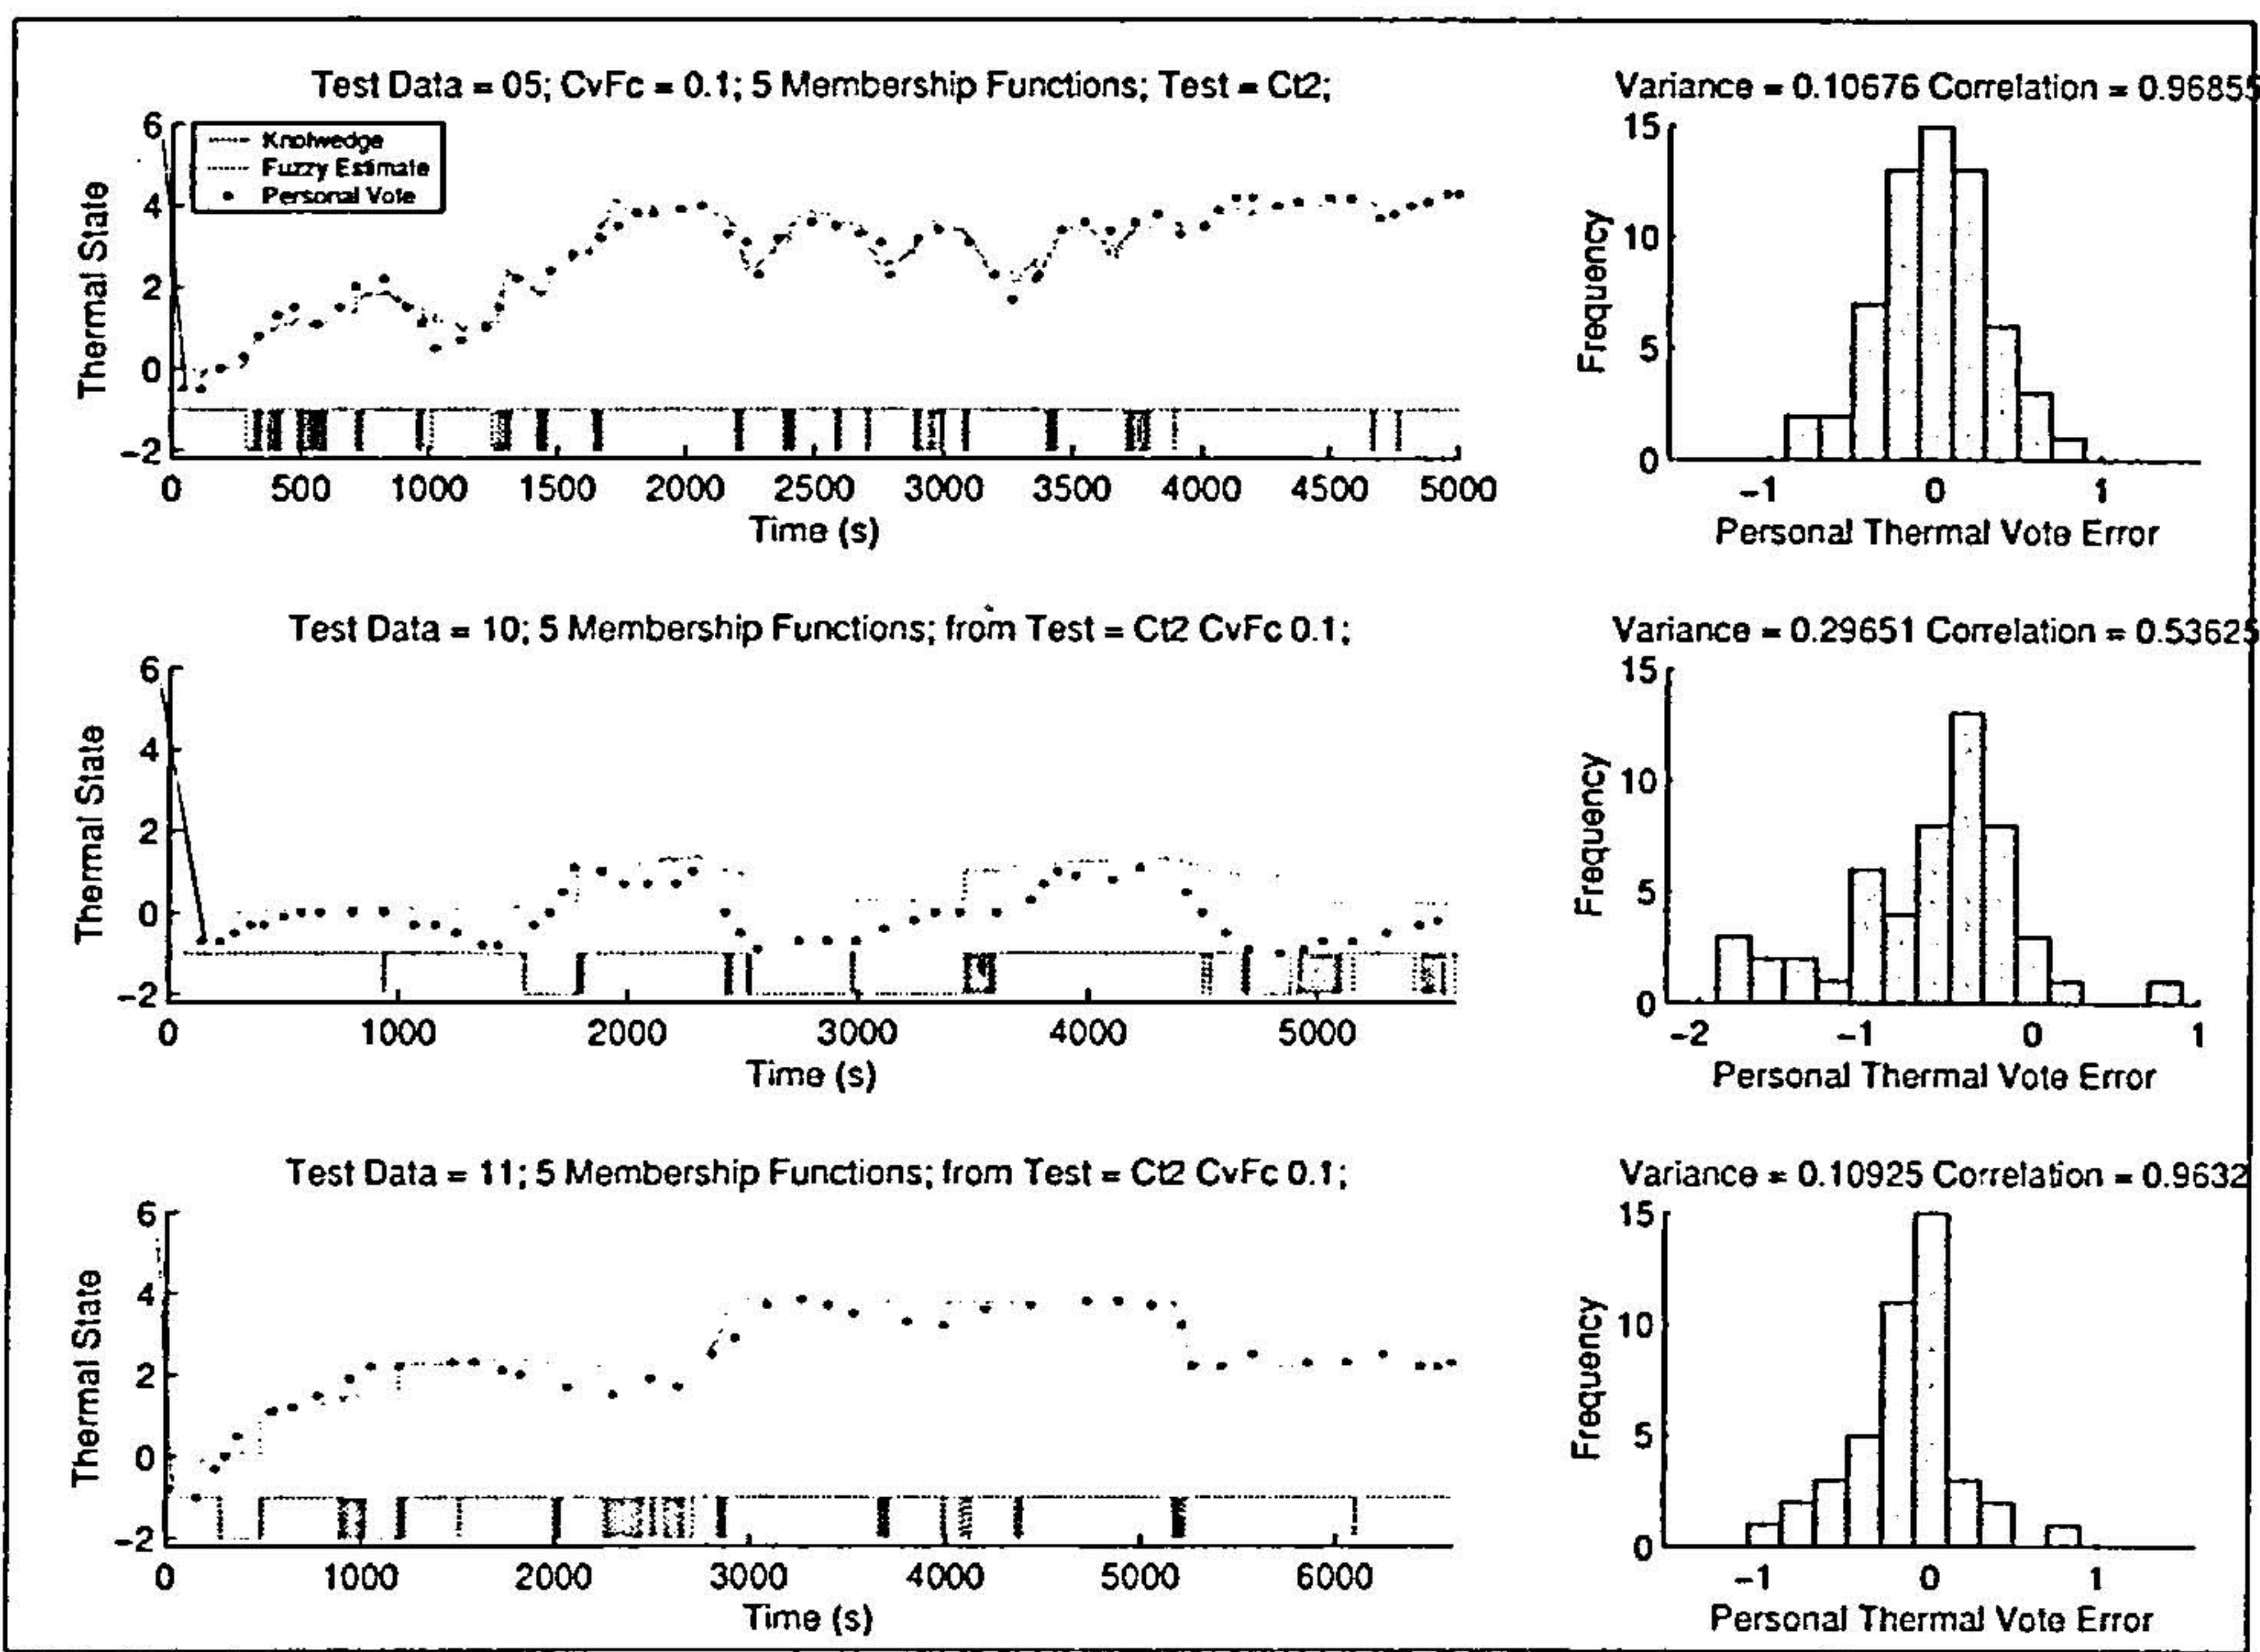 Test Data = 05; CvFc = 0.1; 5 Membership Functions; Test = Ct2;
Variance = 0.10676 Correlation = 0.96855
Knolwedge
Fuzzy Estimate
Personal Vote
Thermal State
6
4
2
0
−2
0 500 1000 1500 2000 2500 3000 3500 4000 4500 5000
Time (s)
Frequency
15
10
5
0
−1 0 1
Personal Thermal Vote Error
Test Data = 10; 5 Membership Functions; from Test = Ct2 CvFc 0.1;
Variance = 0.29651 Correlation = 0.53625
Thermal State
6
4
2
0
−2
0 1000 2000 3000 4000 5000
Time (s)
Frequency
15
10
5
0
−2 −1 0 1
Personal Thermal Vote Error
Test Data = 11; 5 Membership Functions; from Test = Ct2 CvFc 0.1;
Variance = 0.10925 Correlation = 0.9632
Thermal State
6
4
2
0
−2
0 1000 2000 3000 4000 5000 6000
Time (s)
Frequency
15
10
5
0
−1 0 1
Personal Thermal Vote Error